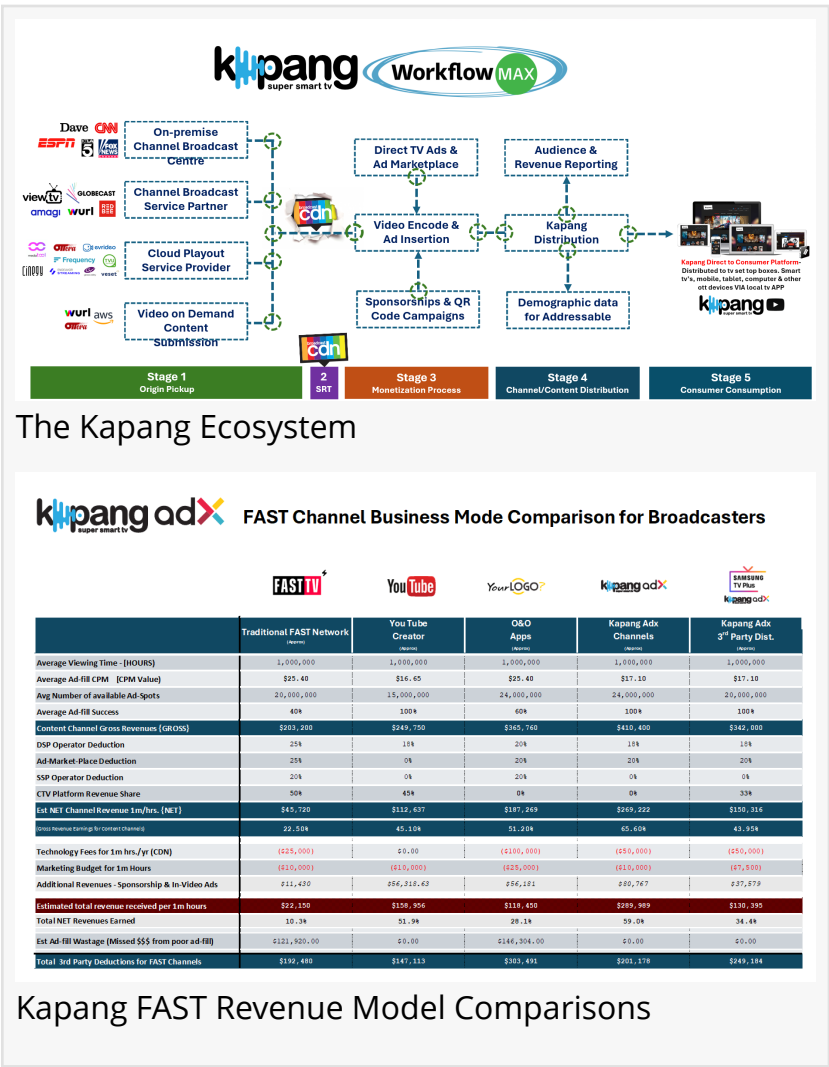 kapang
super smart tv
Workflow MAX
Dave CNN
ESPN 5 FOX NEWS
On-premise
Channel Broadcast
Centre
view tv GLOBECAST
amagi wurl RED BEE
Channel Broadcast
Service Partner
OTTera evrideo
Frequency
Cinegy veset
Cloud Playout
Service Provider
wurl aws
OTTera
Video on Demand
Content
Submission
cdn
cdn
Direct TV Ads &
Ad Marketplace
Video Encode &
Ad Insertion
Sponsorships & QR
Code Campaigns
Audience &
Revenue Reporting
Kapang
Distribution
Demographic data
for Addressable
Kapang Direct to Consumer Platform-
Distributed to tv set top boxes. Smart
tv's, mobile, tablet, computer & other
ott devices VIA local tv APP
kapang
super smart tv
Stage 1
Origin Pickup
2
SRT
Stage 3
Monetization Process
Stage 4
Channel/Content Distribution
Stage 5
Consumer Consumption
The Kapang Ecosystem
kapang adX
super smart tv
FAST Channel Business Mode Comparison for Broadcasters
FAST TV YouTube YourLOGO? kapang adX SAMSUNG TV Plus kapang adX
Traditional FAST Network (Approx) You Tube Creator (Approx) O&O Apps (Approx) Kapang Adx Channels (Approx) Kapang Adx 3rd Party Dist. (Approx)
Average Viewing Time - [HOURS) 1,000,000 1,000,000 1,000,000 1,000,000 1,000,000
Average Ad-fill CPM (CPM Value) $25.40 $16.65 $25.40 $17.10 $17.10
Avg Number of available Ad-Spots 20,000,000 15,000,000 24,000,000 24,000,000 20,000,000
Average Ad-fill Success 40% 100% 60% 100% 100%
Content Channel Gross Revenues {GROSS} $203,200 $249,750 $365,760 $410,400 $342,000
DSP Operator Deduction 25% 18% 20% 18% 18%
Ad-Market-Place Deduction 25% 0% 20% 20% 20%
SSP Operator Deduction 20% 0% 20% 0% 0%
CTV Platform Revenue Share 50% 45% 0% 0% 33%
Est NET Channel Revenue 1m/hrs. {NET} $45,720 $112,637 $187,269 $269,222 $150,316
(Gross Revenue Earnings for Content Channels) 22.50% 45.10% 51.20% 65.60% 43.95%
Technology Fees for 1m hrs./yr (CDN) ($25,000) $0.00 ($100,000) ($50,000) ($50,000)
Marketing Budget for 1m Hours ($10,000) ($10,000) ($25,000) ($10,000) ($7,500)
Additional Revenues - Sponsorship & In-Video Ads $11,430 $56,318.63 $56,181 $80,767 $37,579
Estimated total revenue received per 1m hours $22,150 $158,956 $118,450 $289,989 $130,395
Total NET Revenues Earned 10.3% 51.9% 28.1% 59.0% 34.4%
Est Ad-fill Wastage (Missed $$$ from poor ad-fill) $121,920.00 $0.00 $146,304.00 $0.00 $0.00
Total 3rd Party Deductions for FAST Channels $192,480 $147,113 $303,491 $201,178 $249,184
Kapang FAST Revenue Model Comparisons